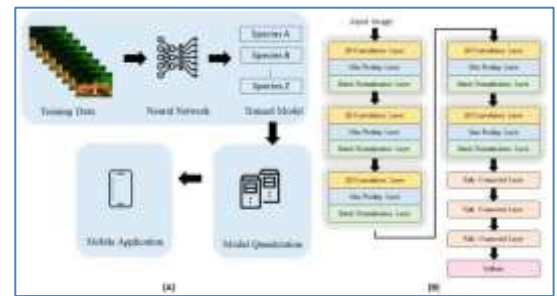 Species A
Species B
Species Z
Training Data
Neural Network
Trained Model
Mobile Application
Model Quantization
[A]
Input Image
2D Convolution Layer
Max Pooling Layer
Batch Normalization Layer
2D Convolution Layer
Max Pooling Layer
Batch Normalization Layer
2D Convolution Layer
Max Pooling Layer
Batch Normalization Layer
2D Convolution Layer
Max Pooling Layer
Batch Normalization Layer
2D Convolution Layer
Max Pooling Layer
Batch Normalization Layer
Fully Connected Layer
Fully Connected Layer
Fully Connected Layer
Softmax
[B]